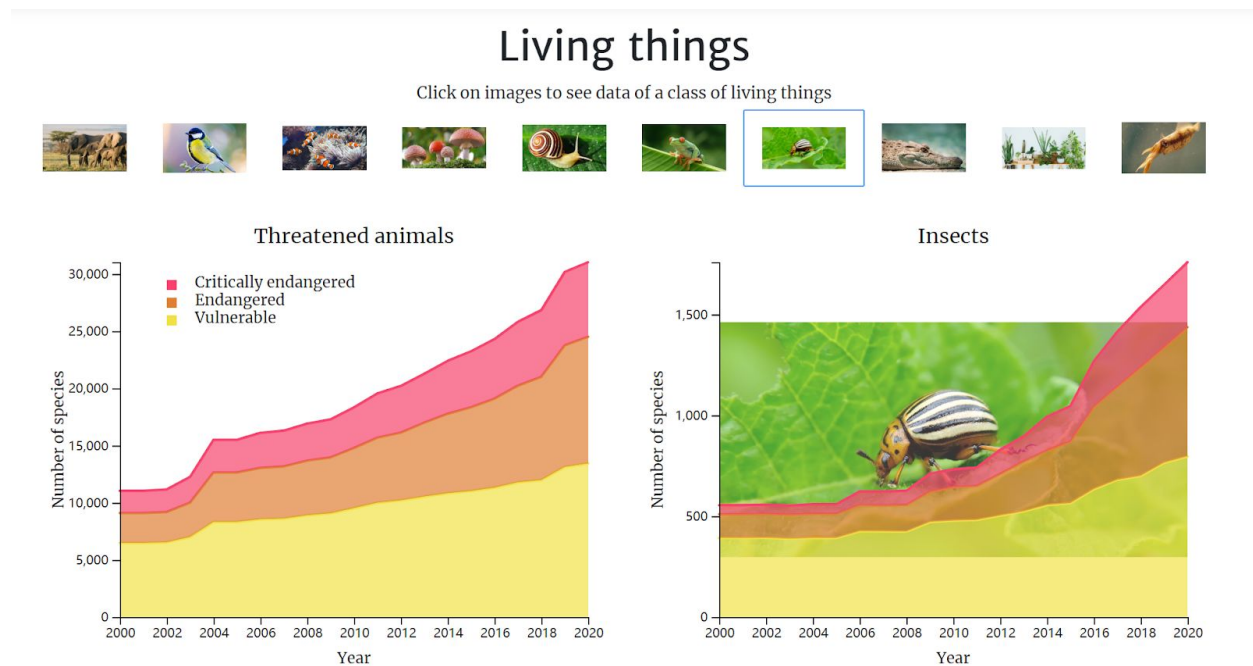 Living things
Click on images to see data of a class of living things
Threatened animals
30,000
25,000
20,000
15,000
10,000
5,000
0
Number of species
Critically endangered
Endangered
Vulnerable
2000 2002 2004 2006 2008 2010 2012 2014 2016 2018 2020
Year
Insects
1,500
1,000
500
0
Number of species
2000 2002 2004 2006 2008 2010 2012 2014 2016 2018 2020
Year